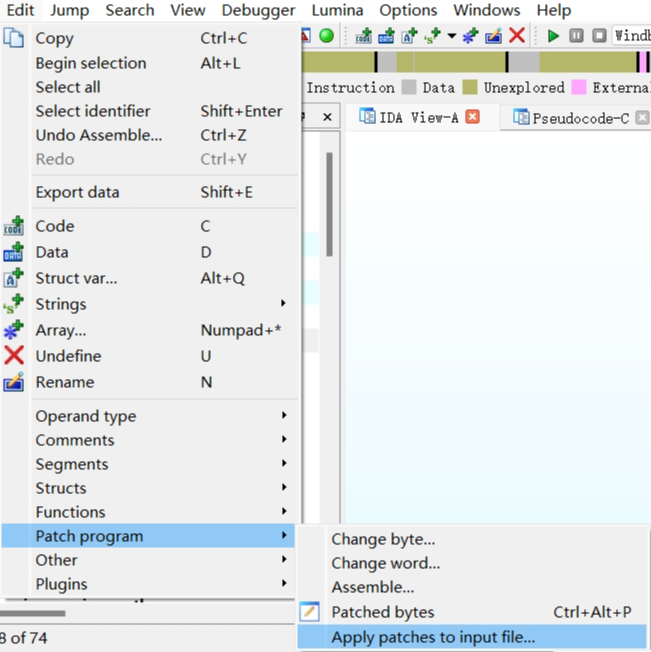 Edit Jump Search View Debugger Lumina Options Windows Help
Copy Ctrl+C
Begin selection Alt+L
Select all
Select identifier Shift+Enter
Undo Assemble... Ctrl+Z
Redo Ctrl+Y
Export data Shift+E
Code C
Data D
Struct var... Alt+Q
Strings
Array... Numpad+*
Undefine U
Rename N
Operand type
Comments
Segments
Structs
Functions
Patch program
Other
Plugins
Instruction Data Unexplored Externa
IDA View-A Pseudocode-C
Change byte...
Change word...
Assemble...
Patched bytes Ctrl+Alt+P
Apply patches to input file...
8 of 74